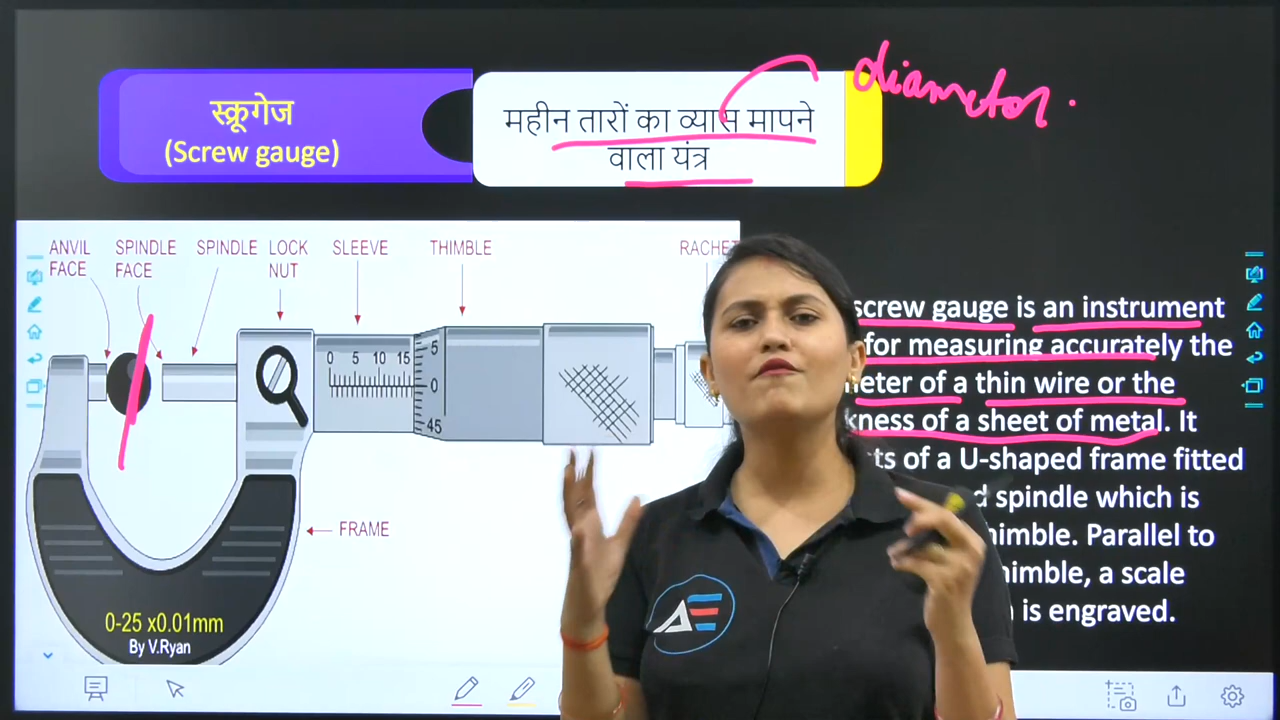 स्क्रूगेज
(Screw gauge)
महीन तारों का व्यास मापने
वाला यंत्र
diameter.
ANVIL FACE
SPINDLE FACE
SPINDLE
LOCK NUT
SLEEVE
THIMBLE
RACHET
0 5 10 15
5
0
45
FRAME
0-25 x0.01mm
By V.Ryan
screw gauge is an instrument
for measuring accurately the
of a thin wire or the
of a sheet of metal. It
of a U-shaped frame fitted
spindle which is
Parallel to
a scale
is engraved.
AE